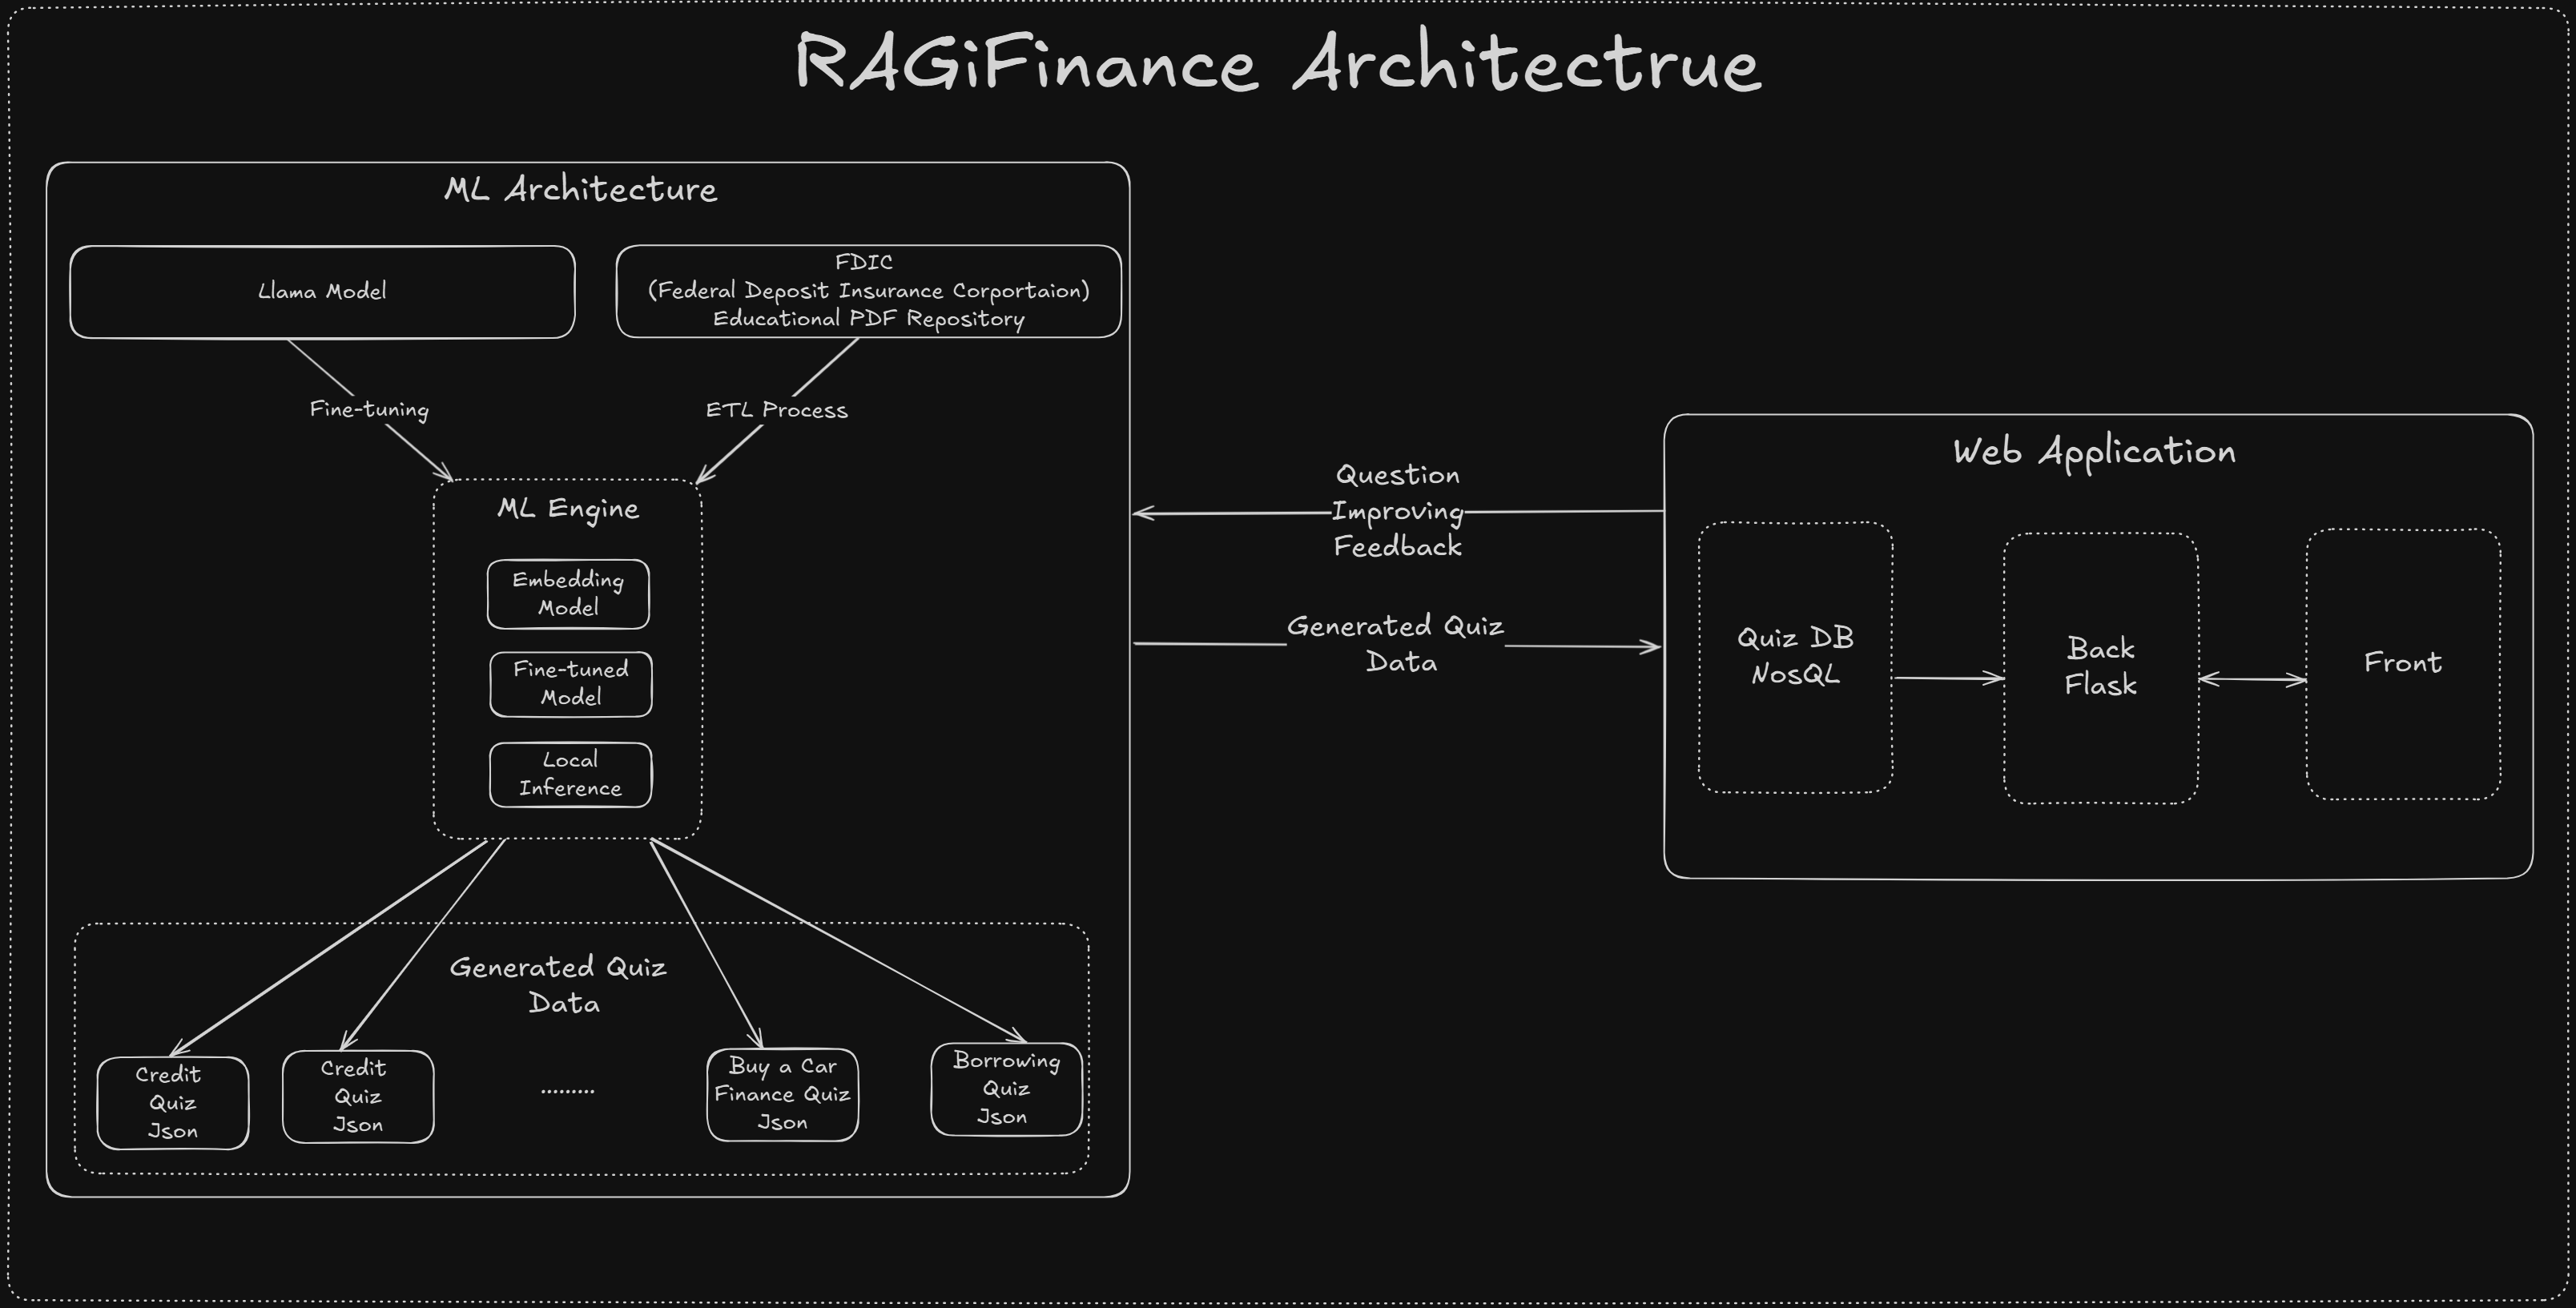 RAGiFinance Architectrue
ML Architecture
Llama Model
FDIC
(Federal Deposit Insurance Corportaion)
Educational PDF Repository
Fine-tuning
ETL Process
ML Engine
Embedding
Model
Fine-tuned
Model
Local
Inference
Generated Quiz
Data
Credit
Quiz
Json
Credit
Quiz
Json
.........
Buy a Car
Finance Quiz
Json
Borrowing
Quiz
Json
Question
Improving
Feedback
Generated Quiz
Data
Web Application
Quiz DB
NosQL
Back
Flask
Front